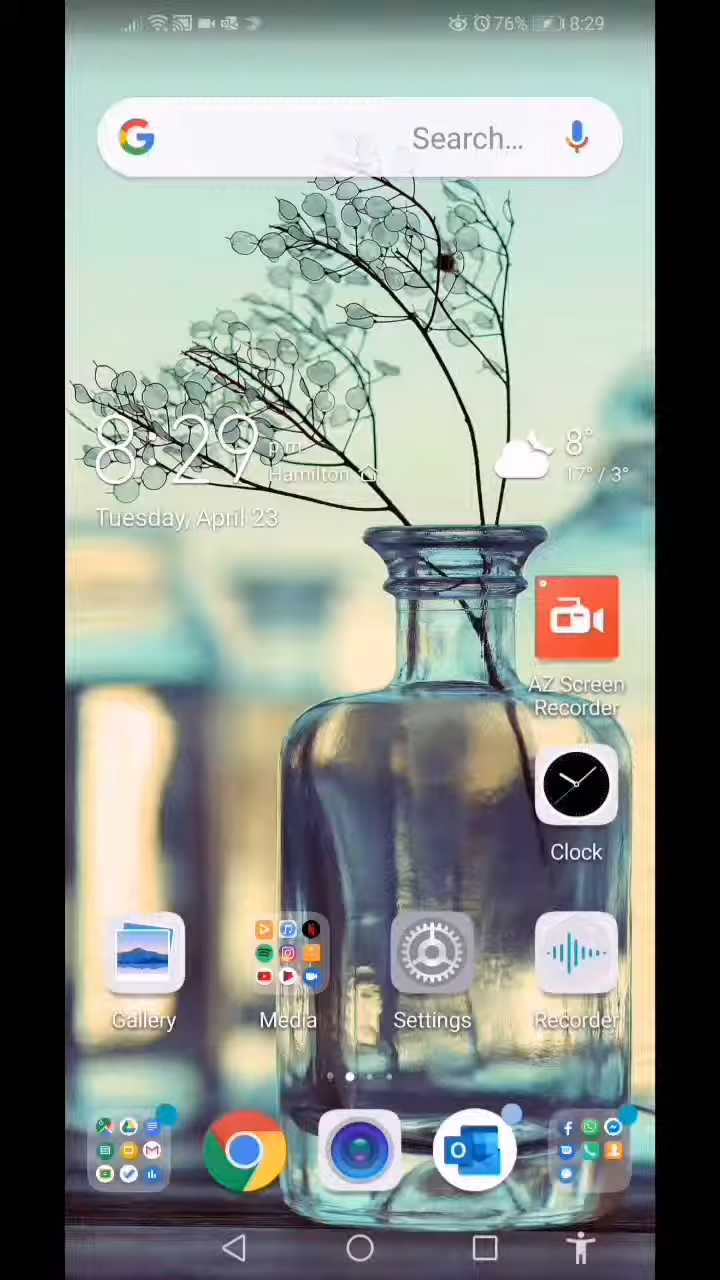 76% 8:29
Search...
8:29 p.m.
Hamilton
8°
17° / 3°
Tuesday, April 23
AZ Screen
Recorder
Clock
Gallery
Media
Settings
Recorder